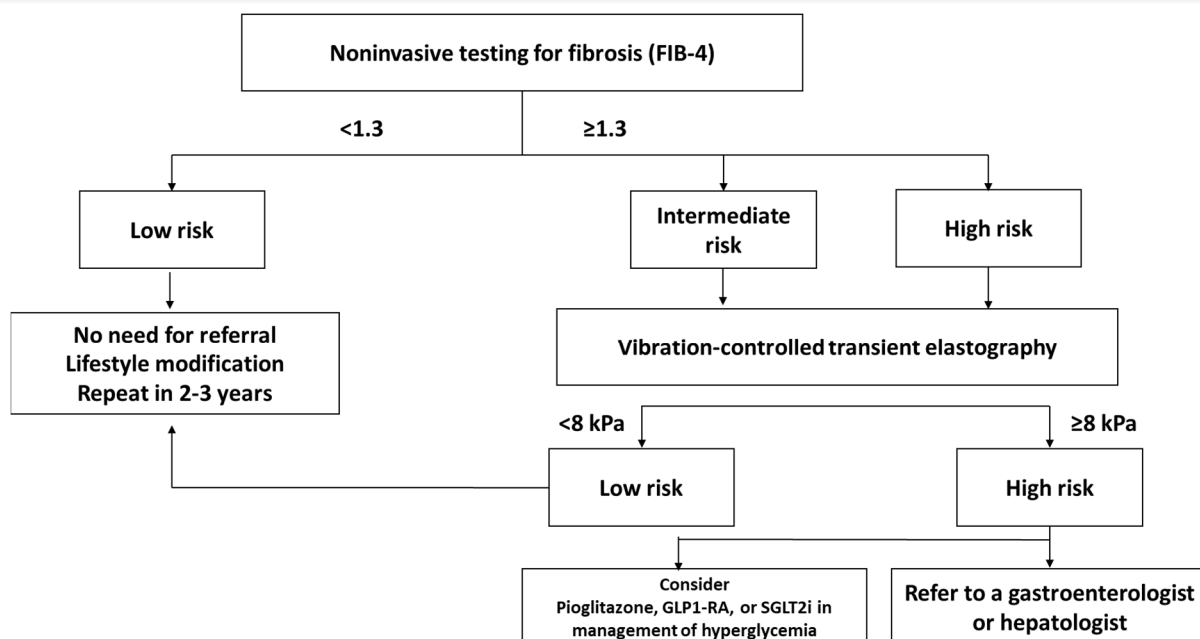 Noninvasive testing for fibrosis (FIB-4)
<1.3
≥1.3
Low risk
Intermediate
risk
High risk
No need for referral
Lifestyle modification
Repeat in 2-3 years
Vibration-controlled transient elastography
<8 kPa
≥8 kPa
Low risk
High risk
Consider
Pioglitazone, GLP1-RA, or SGLT2i in
management of hyperglycemia
Refer to a gastroenterologist
or hepatologist